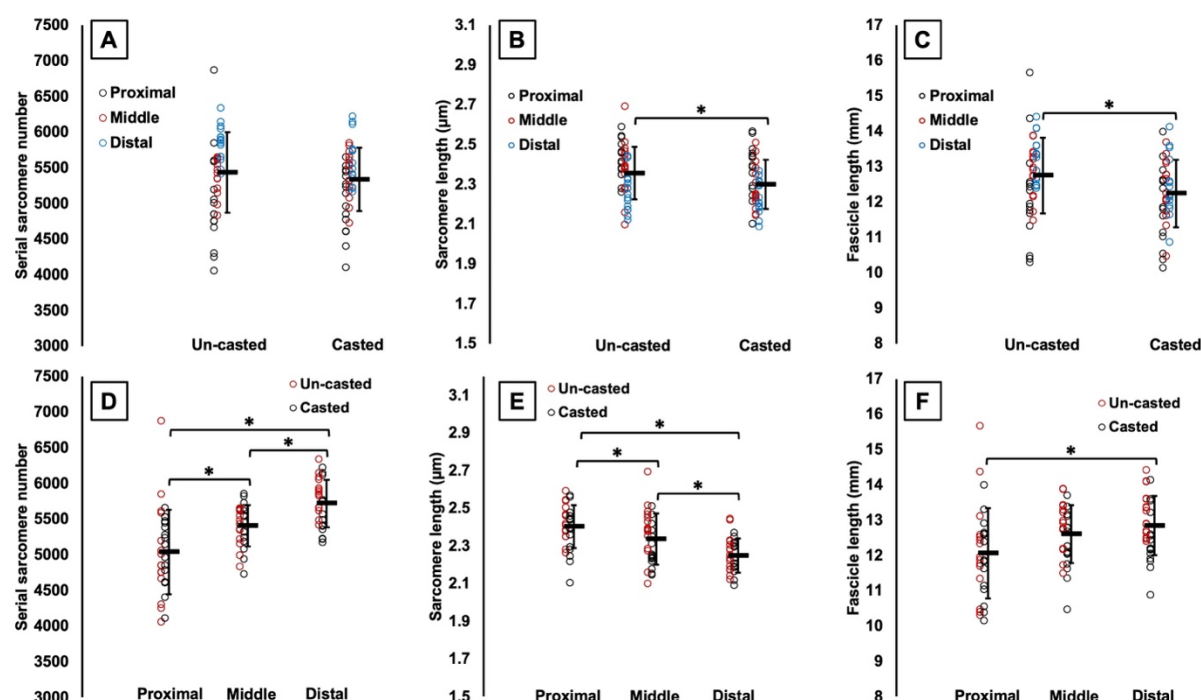 A
Serial sarcomere number
7500
7000
6500
6000
5500
5000
4500
4000
3500
3000
Proximal
Middle
Distal
Un-casted Casted
B
Sarcomere length (μm)
3.1
2.9
2.7
2.5
2.3
2.1
1.9
1.7
1.5
Proximal
Middle
Distal
*
Un-casted Casted
C
Fascicle length (mm)
17
16
15
14
13
12
11
10
9
8
Proximal
Middle
Distal
*
Un-casted Casted
D
Serial sarcomere number
7500
7000
6500
6000
5500
5000
4500
4000
3500
3000
Un-casted
Casted
*
*
*
Proximal Middle Distal
E
Sarcomere length (μm)
3.1
2.9
2.7
2.5
2.3
2.1
1.9
1.7
1.5
Un-casted
Casted
*
*
*
Proximal Middle Distal
F
Fascicle length (mm)
17
16
15
14
13
12
11
10
9
8
Un-casted
Casted
*
Proximal Middle Distal